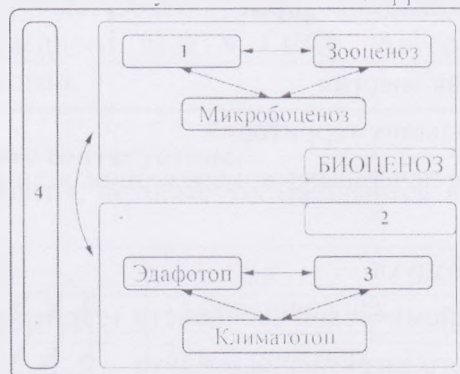 1
Зооценоз
Микробоценоз
БИОЦЕНОЗ
4
2
Эдафотоп
3
Климатотоп